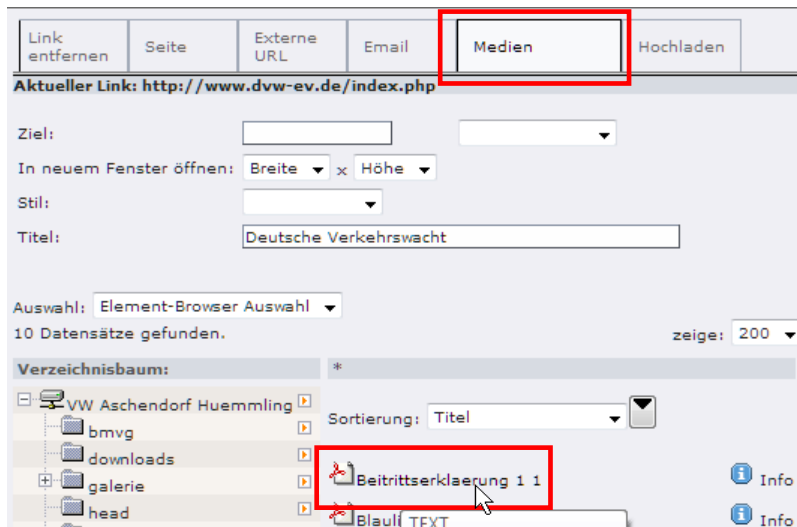 Link entfernen Seite Externe URL Email Medien Hochladen
Aktueller Link: http://www.dvw-ev.de/index.php
Ziel:
In neuem Fenster öffnen: Breite x Höhe
Stil:
Titel: Deutsche Verkehrswacht
Auswahl: Element-Browser Auswahl
10 Datensätze gefunden. zeige: 200
Verzeichnisbaum: *
VW Aschendorf Huemmling
Sortierung: Titel
bmvg
downloads
galerie
Beitrittserklaerung 1 1 Info
head
TEXT Info